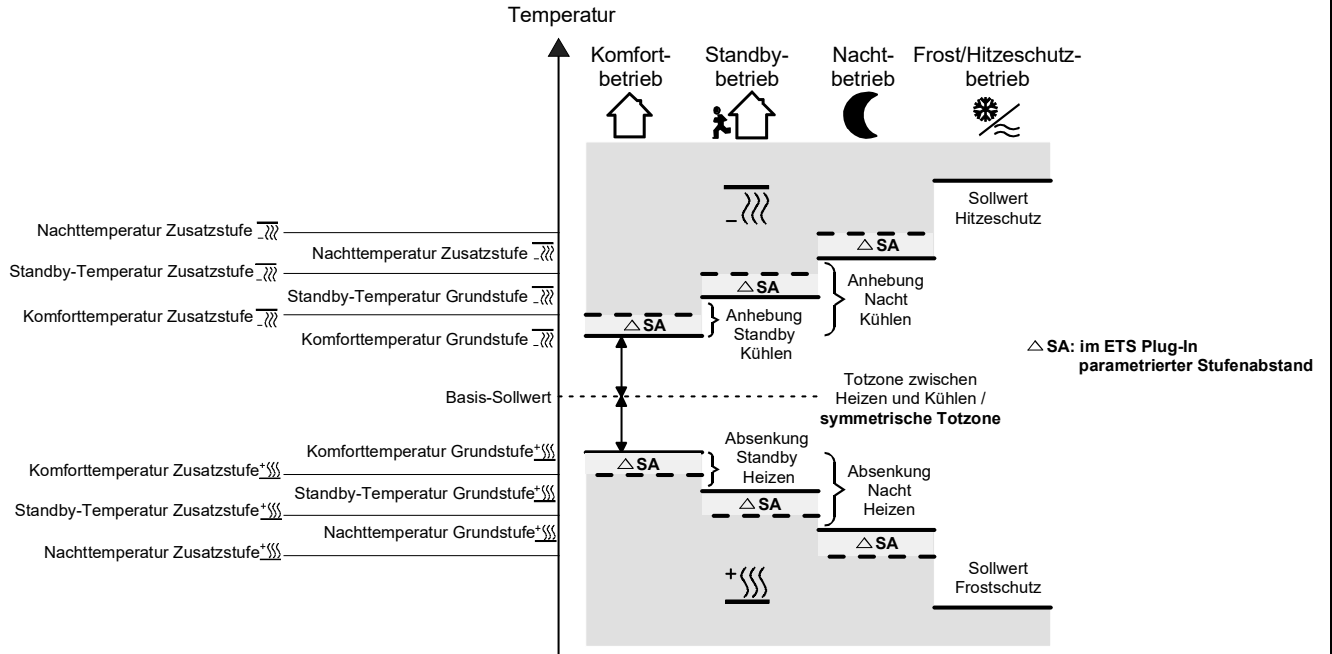 Temperatur
Komfort-
betrieb
Standby-
betrieb
Nacht-
betrieb
Frost/Hitzeschutz-
betrieb
Sollwert
Hitzeschutz
Nachttemperatur Zusatzstufe
Nachttemperatur Zusatzstufe
Standby-Temperatur Zusatzstufe
Standby-Temperatur Grundstufe
Komforttemperatur Zusatzstufe
Komforttemperatur Grundstufe
△ SA
△ SA
△ SA
Anhebung
Standby
Kühlen
Anhebung
Nacht
Kühlen
△ SA: im ETS Plug-In
parametrierter Stufenabstand
Basis-Sollwert
Totzone zwischen
Heizen und Kühlen /
symmetrische Totzone
Komforttemperatur Grundstufe
Komforttemperatur Zusatzstufe
Standby-Temperatur Grundstufe
Standby-Temperatur Zusatzstufe
Nachttemperatur Grundstufe
Nachttemperatur Zusatzstufe
△ SA
△ SA
△ SA
Absenkung
Standby
Heizen
Absenkung
Nacht
Heizen
Sollwert
Frostschutz